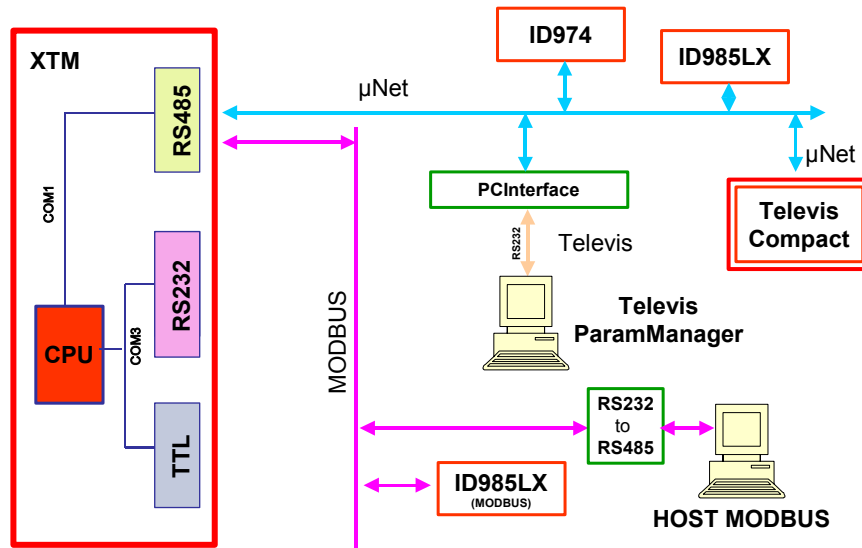 XTM
RS485
COM1
RS232
COM3
CPU
TTL
µNet
ID974
ID985LX
µNet
PCInterface
Televis
Compact
RS232
Televis
Televis
ParamManager
MODBUS
RS232
to
RS485
ID985LX
(MODBUS)
HOST MODBUS